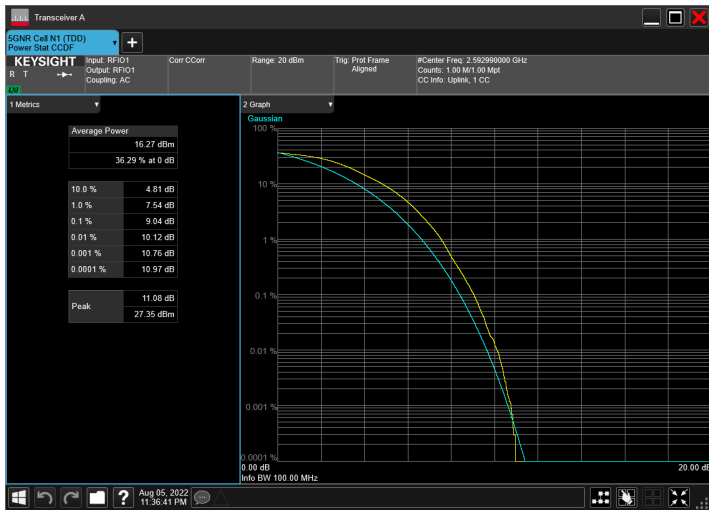 Transceiver A
5GNR Cell N1 (TDD)
Power Stat CCDF
KEYSIGHT
R T
LXI
Input: RFIO1
Output: RFIO1
Coupling: AC
Corr CCorr
Range: 20 dBm
Trig: Prot Frame
Aligned
#Center Freq: 2.592990000 GHz
Counts: 1.00 M/1.00 Mpt
CC Info: Uplink, 1 CC
1 Metrics
Average Power
16.27 dBm
36.29 % at 0 dB
10.0 % 4.81 dB
1.0 % 7.54 dB
0.1 % 9.04 dB
0.01 % 10.12 dB
0.001 % 10.76 dB
0.0001 % 10.97 dB
Peak
11.08 dB
27.35 dBm
2 Graph
Gaussian
100 %
10 %
1 %
0.1 %
0.01 %
0.001 %
0.0001 %
0.00 dB
20.00 dB
Info BW 100.00 MHz
?
Aug 05, 2022
11:36:41 PM